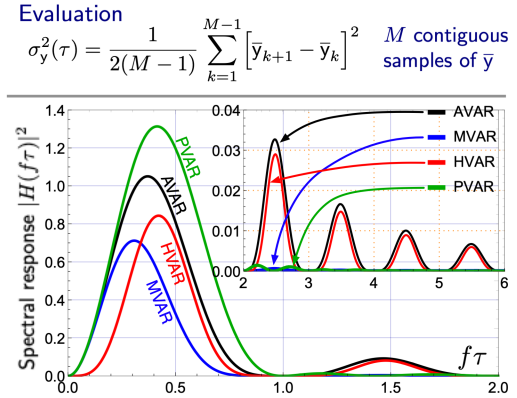 Evaluation
σ²_y(τ) = 1/(2(M − 1)) ∑_{k=1}^{M−1} [ȳ_{k+1} − ȳ_k]²
M contiguous
samples of ȳ
Spectral response |H(fτ)|²
1.4
1.2
1.0
0.8
0.6
0.4
0.2
0.0
0.0 0.5 1.0 1.5 2.0
fτ
PVAR
AVAR
HVAR
MVAR
0.04
0.03
0.02
0.01
0.00
2 3 4 5 6
AVAR
MVAR
HVAR
PVAR